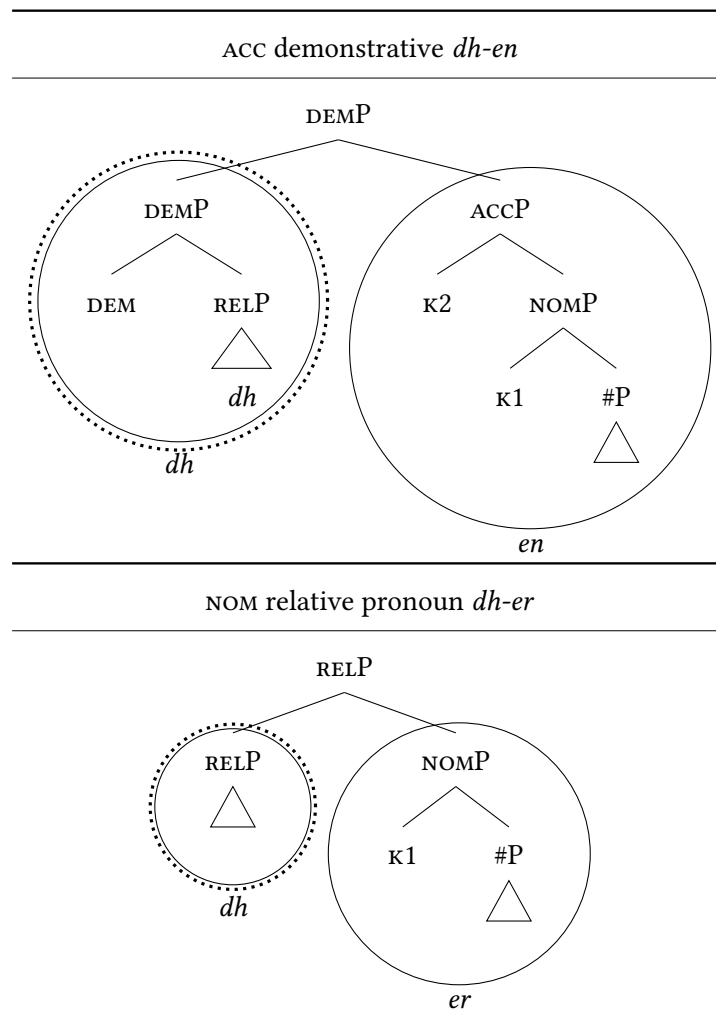 ACC demonstrative dh-en
DEMP
DEMP ACCP
DEM RELP K2 NOMP
dh K1 #P
dh
en
NOM relative pronoun dh-er
RELP
RELP NOMP
K1 #P
dh
er